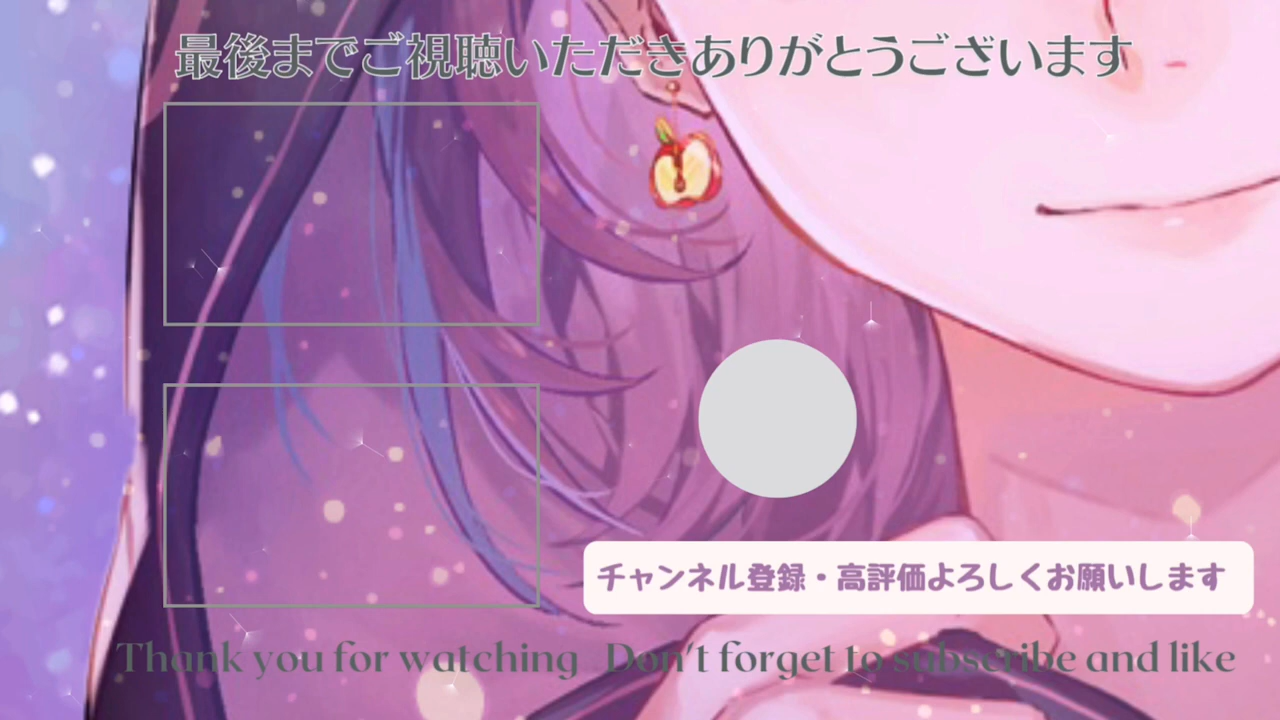 最後までご視聴いただきありがとうございます
チャンネル登録・高評価よろしくお願いします
Thank you for watching Don't forget to subscribe and like